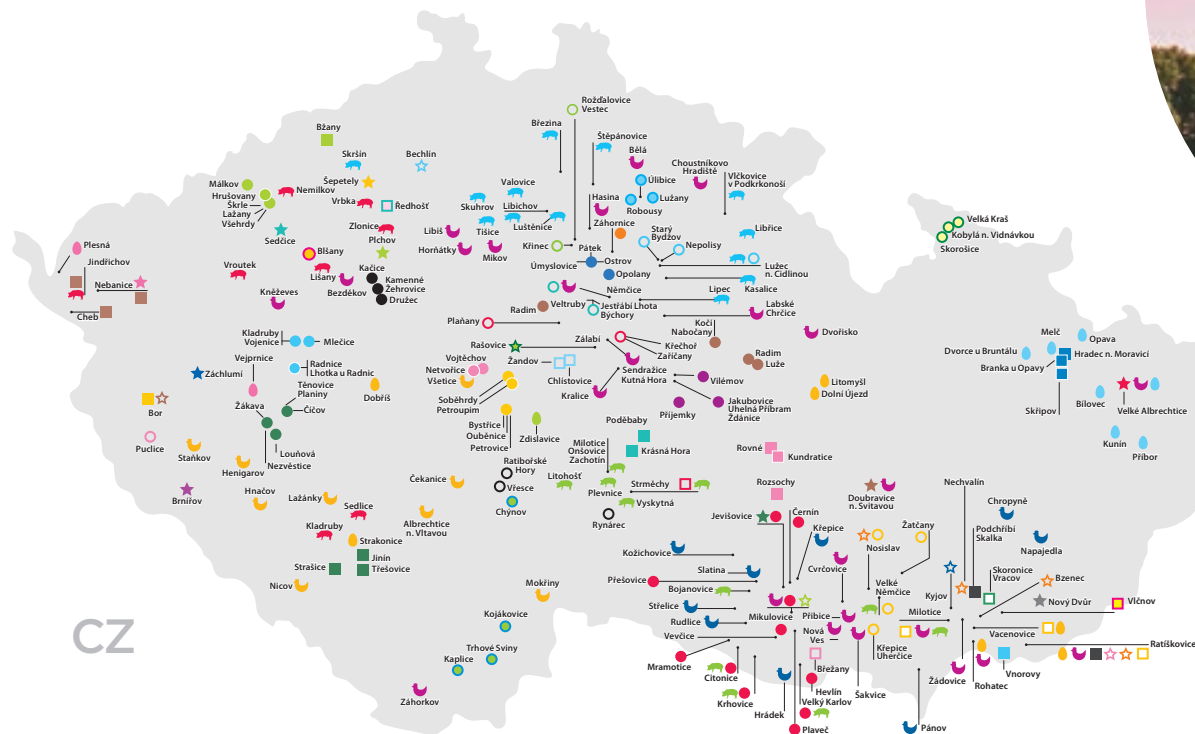 Rožďalovice
Vestec
Březina
Štěpánovice
Bělá
Bžany
Skršín
Bechlín
Choustníkovo
Hradiště
Vlčkovice
v Podkrkonoší
Málkov
Hrušovany
Škrle
Lažany
Všehrdy
Nemilkov
Šepetely
Vrbka
Ředhošť
Valovice
Skuhrov
Libichov
Tišice
Luštěnice
Hasina
Úlibice
Lužany
Robousy
Záhornice
Starý
Bydžov
Nepolisy
Libřice
Velká Kraš
Kobylá n. Vidnávkou
Skorošice
Sedčice
Zlonice
Plchov
Libiš
Horňátky
Mikov
Křinec
Pátek
Úmyslovice
Ostrov
Opolany
Lužec
n. Cidlinou
Plesná
Jindřichov
Nebanice
Cheb
Vroutek
Blšany
Lišany
Kněževes
Bezděkov
Kačice
Kamenné
Žehrovice
Družec
Němčice
Veltruby
Jestřábí Lhota
Býchory
Radim
Lipec
Kasalice
Labské
Chrčice
Plaňany
Rašovice
Zálabí
Křečhoř
Zaříčany
Kočí
Nabočany
Dvořisko
Radim
Luže
Kladruby
Vojenice
Mlečice
Vejprnice
Radnice
Lhotka u Radnic
Záchlumí
Těnovice
Planiny
Čičov
Dobříš
Vojtěchov
Netvořice
Všetice
Žandov
Chlístovice
Sendražice
Kutná Hora
Kralice
Vilémov
Jakubovice
Uhelná Příbram
Ždánice
Příjemky
Litomyšl
Dolní Újezd
Melč
Opava
Dvorce u Bruntálu
Hradec n. Moravicí
Branka u Opavy
Skřipov
Bílovec
Velké Albrechtice
Kunín
Příbor
Bor
Puclice
Žákava
Louňová
Nezvěstice
Staňkov
Henigarov
Brnířov
Hnačov
Lažánky
Soběhrdy
Petroupim
Bystřice
Ouběnice
Petrovice
Zdislavice
Poděbaby
Krásná Hora
Milotice
Onšovice
Zachotín
Rovné
Kundratice
Ratibořské
Hory
Vřesce
Chýnov
Litohošť
Plevnice
Strměchy
Vyskytná
Rynárec
Rozsochy
Čekanice
Sedlice
Kladruby
Strakonice
Albrechtice
n. Vltavou
Jinín
Třešovice
Strašice
Nicov
Mokřiny
Kojákovice
Trhové Sviny
Kaplice
Záhorkov
Jevišovice
Černín
Křepice
Doubravice
n. Svitavou
Nechvalín
Chropyně
Podchřibí
Skalka
Napajedla
Kožichovice
Slatina
Cvrčovice
Nosislav
Žatčany
Skoronice
Vracov
Bzenec
Přešovice
Bojanovice
Velké
Němčice
Kyjov
Nový Dvůr
Vlčnov
Střelice
Rudlice
Mikulovice
Přibice
Milotice
Vacenovice
Vevčice
Nová
Ves
Křepice
Uherčice
Ratíškovice
Mramotice
Citonice
Břežany
Šakvice
Žádovice
Rohatec
Vnorovy
Krhovice
Hrádek
Hevlín
Velký Karlov
Plaveč
Pánov
CZ